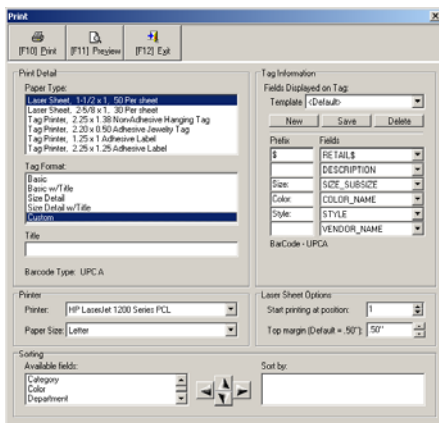 Print
[F10] Print
[F11] Preview
[F12] Exit
Print Detail
Paper Type:
Laser Sheet, 1-1/2 x 1, 50 Per sheet
Laser Sheet, 2-5/8 x 1, 30 Per sheet
Tag Printer, 2.25 x 1.38 Non-Adhesive Hanging Tag
Tag Printer, 2.20 x 0.50 Adhesive Jewelry Tag
Tag Printer, 1.25 x 1 Adhesive Label
Tag Printer, 2.25 x 1.25 Adhesive Label
Tag Format:
Basic
Basic w/Title
Size Detail
Size Detail w/Title
Custom
Title
Barcode Type: UPC A
Tag Information
Fields Displayed on Tag:
Template <Default>
New Save Delete
Prefix Fields
$ RETAIL$
DESCRIPTION
Size: SIZE_SUBSIZE
Color: COLOR_NAME
Style: STYLE
VENDOR_NAME
BarCode - UPCA
Printer
Printer: HP LaserJet 1200 Series PCL
Paper Size: Letter
Laser Sheet Options
Start printing at position: 1
Top margin (Default = .50"): .50"
Sorting
Available fields:
Category
Color
Department
Sort by: